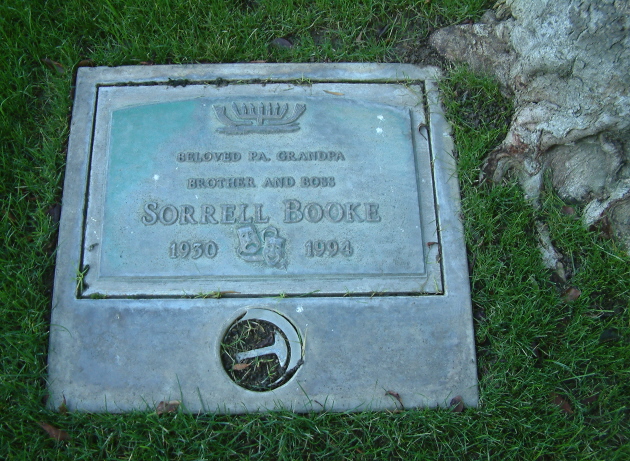 BELOVED PA, GRANDPA
BROTHER AND BOSS
SORRELL BOOKE
1930 1994